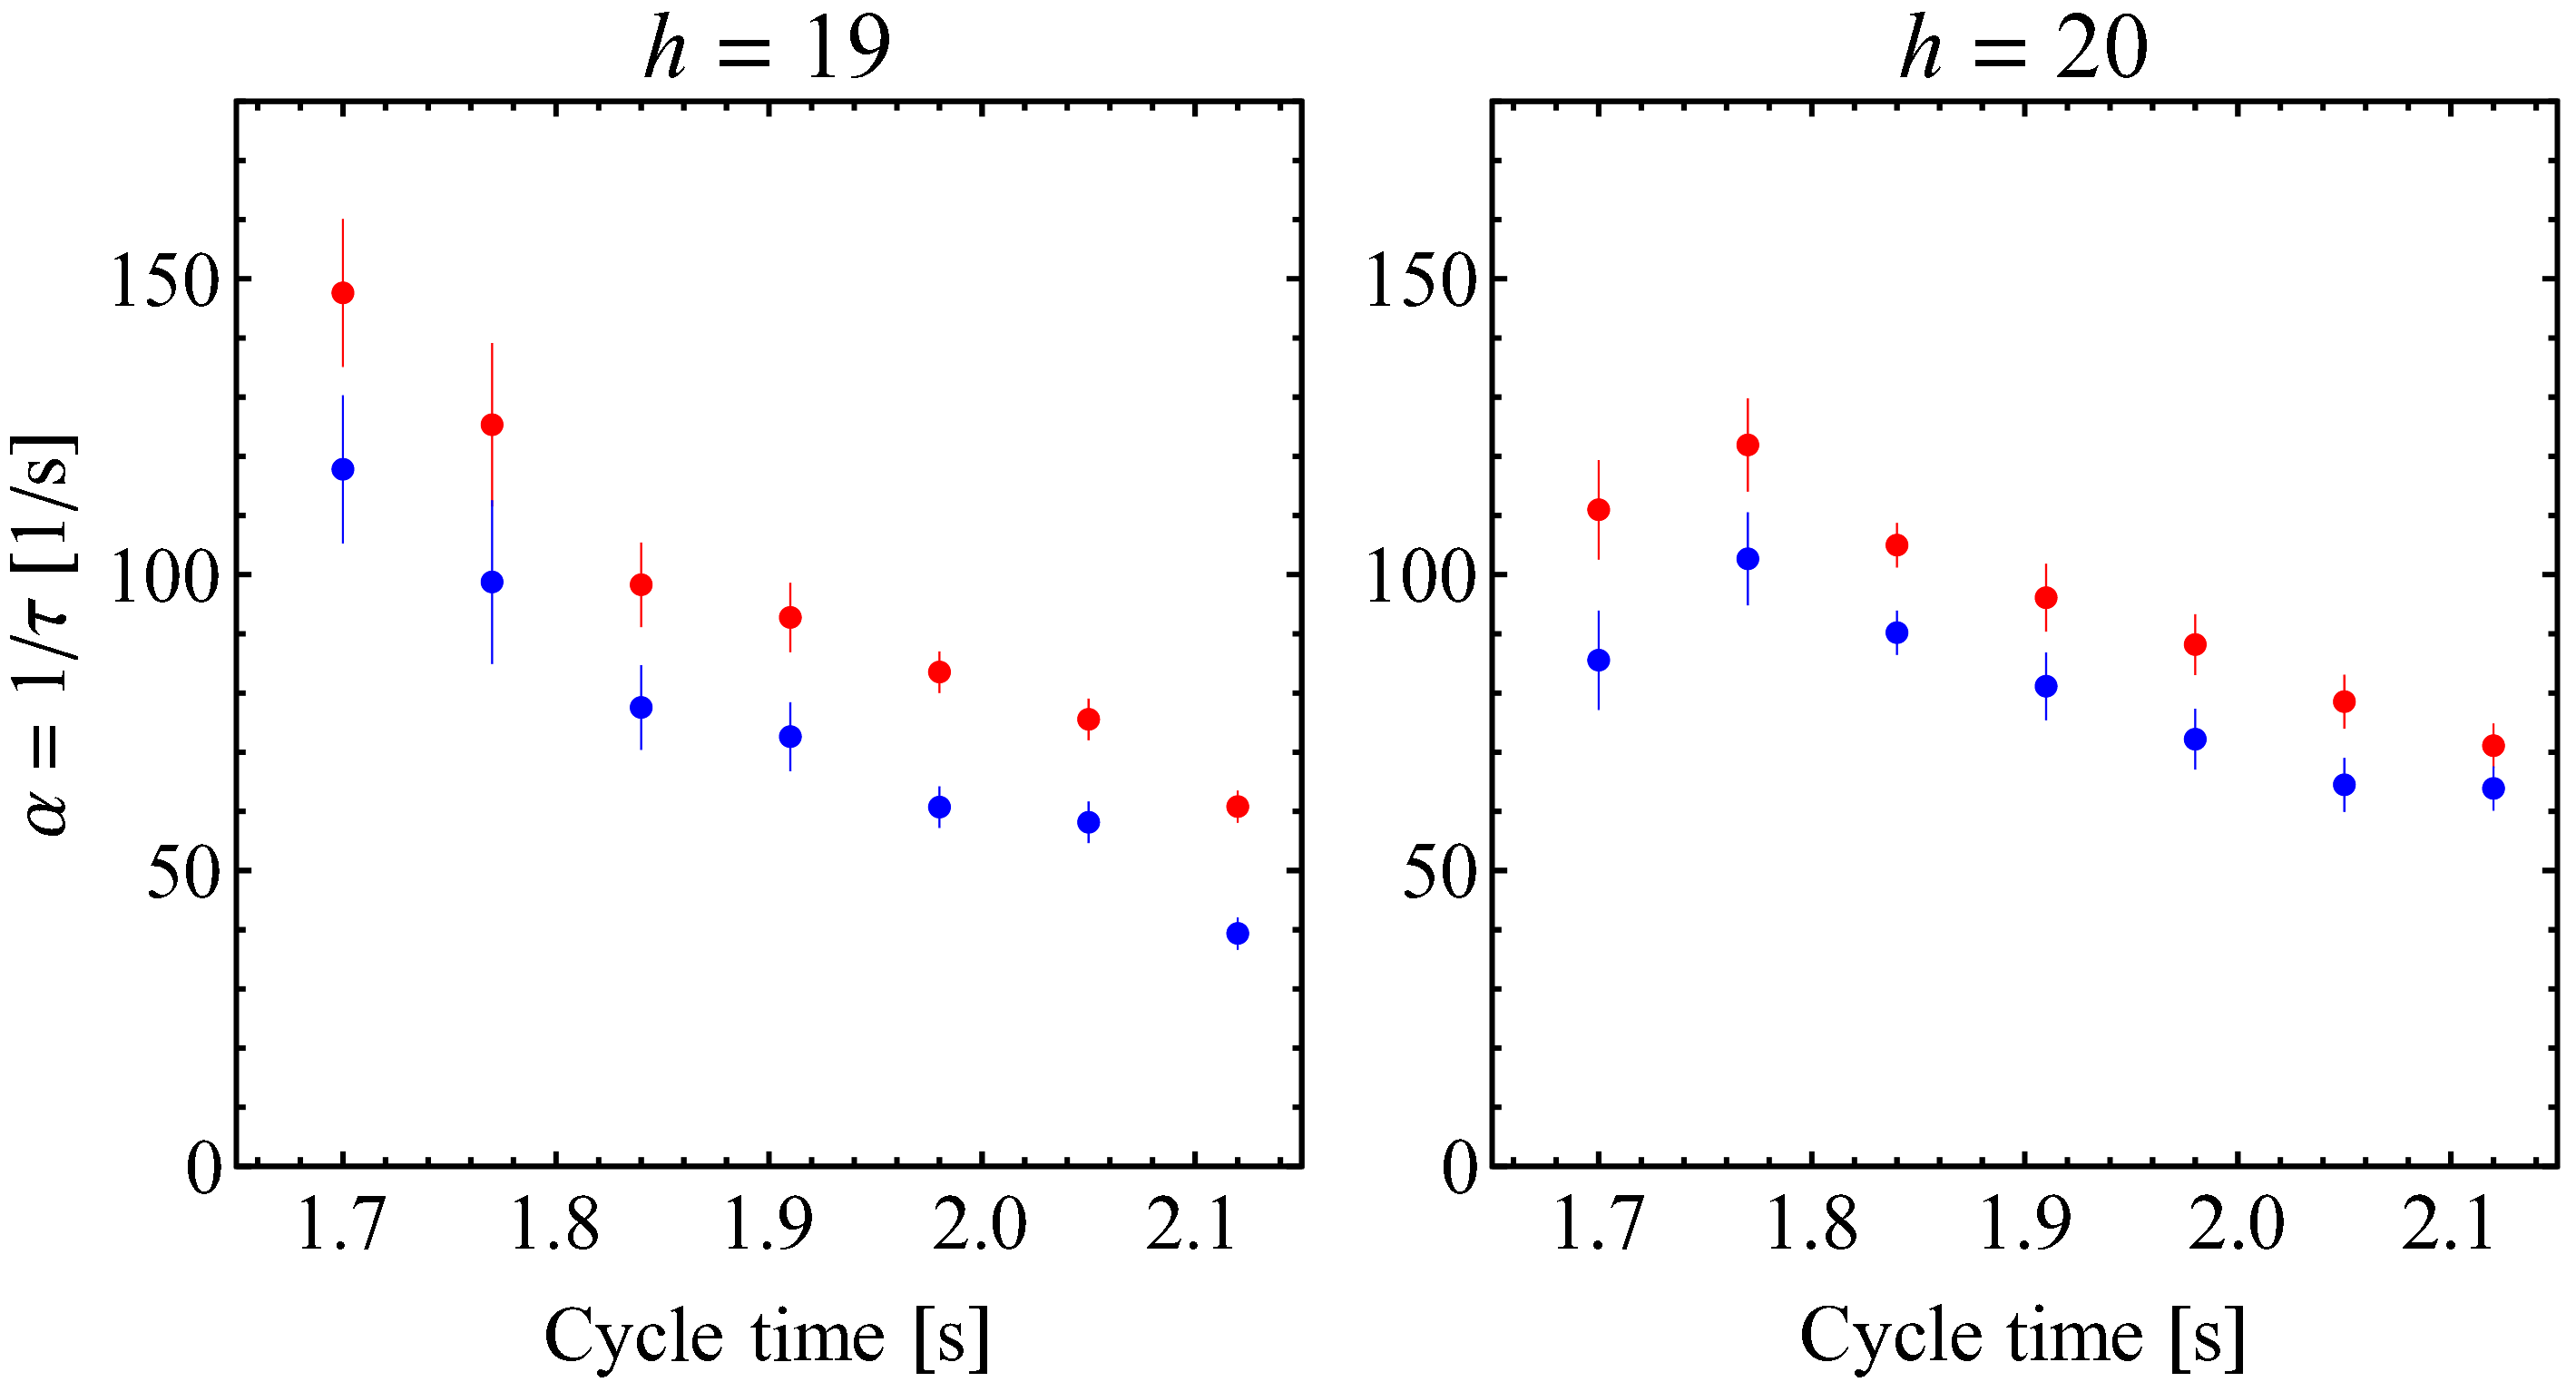 h = 19
h = 20
α = 1/τ [1/s]
150
100
50
0
1.7 1.8 1.9 2.0 2.1
Cycle time [s]
150
100
50
0
1.7 1.8 1.9 2.0 2.1
Cycle time [s]